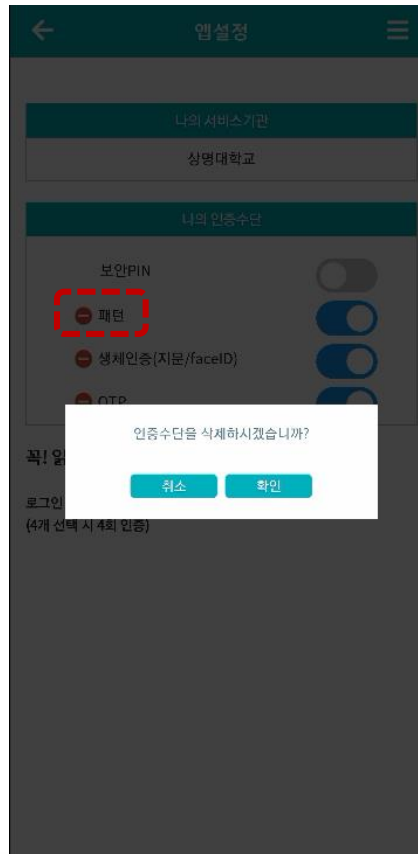 앱설정
나의 서비스기관
상명대학교
나의 인증수단
보안PIN
패턴
생체인증(지문/faceID)
OTP
인증수단을 삭제하시겠습니까?
꼭! 읽
취소 확인
로그인
(4개 선택 시 4회 인증)